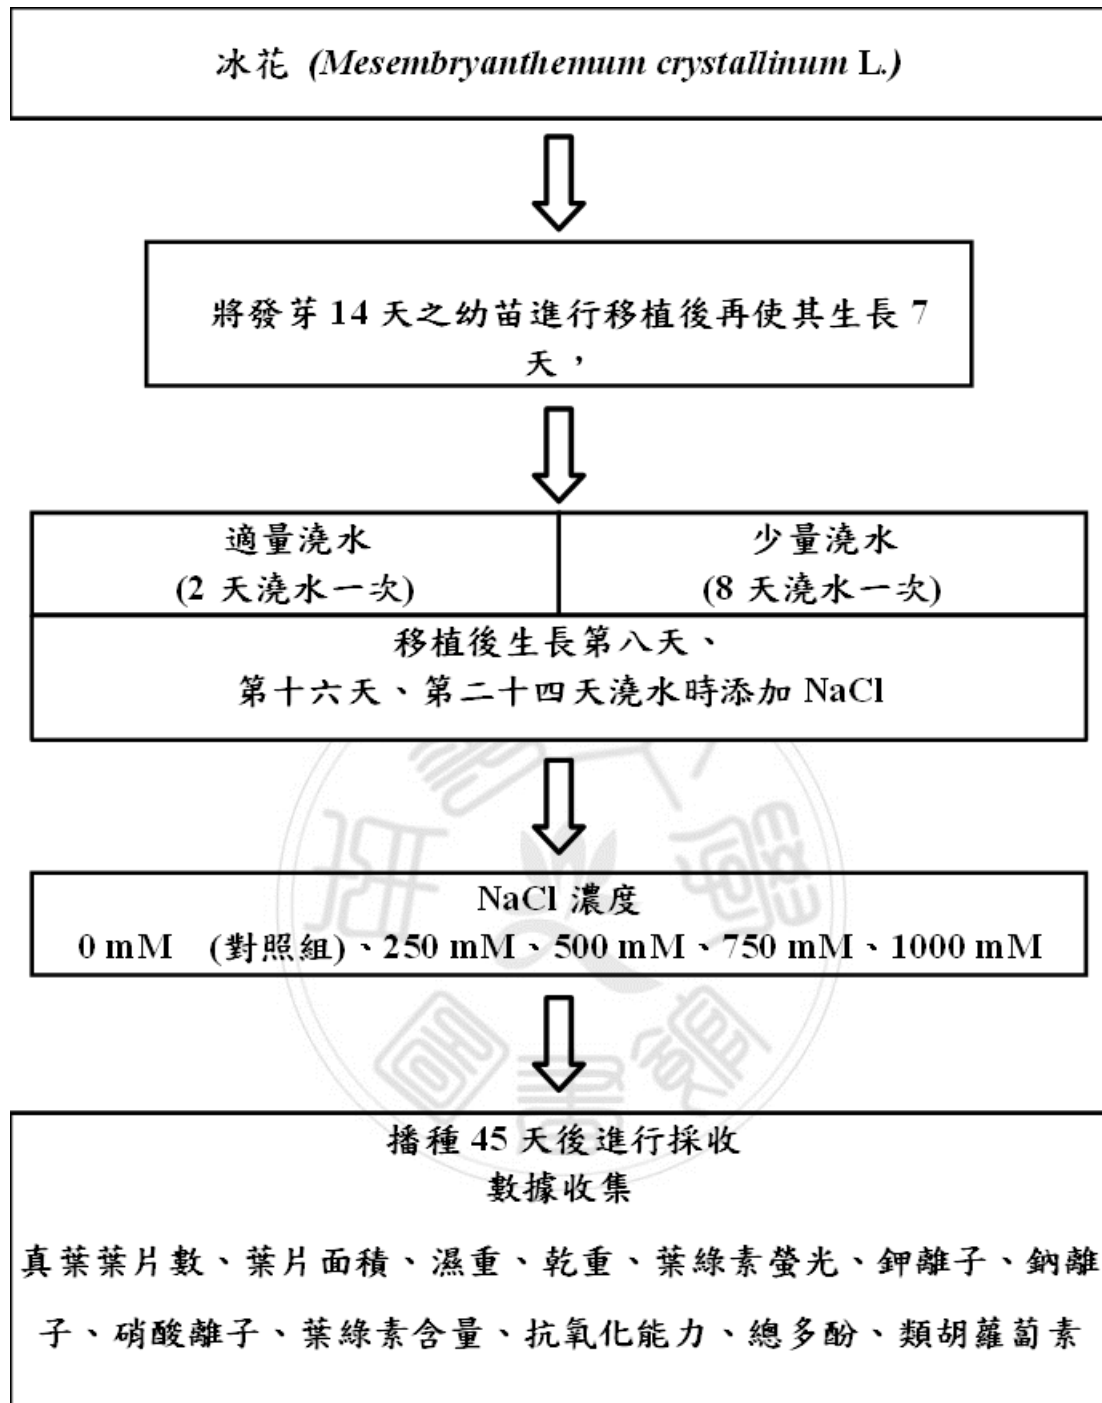 冰花 (Mesembryanthemum crystallinum L.)
將發芽 14 天之幼苗進行移植後再使其生長 7
天，
適量澆水
(2 天澆水一次)
少量澆水
(8 天澆水一次)
移植後生長第八天、
第十六天、第二十四天澆水時添加 NaCl
NaCl 濃度
0 mM (對照組)、250 mM、500 mM、750 mM、1000 mM
播種 45 天後進行採收
數據收集
真葉葉片數、葉片面積、濕重、乾重、葉綠素螢光、鉀離子、鈉離
子、硝酸離子、葉綠素含量、抗氧化能力、總多酚、類胡蘿蔔素